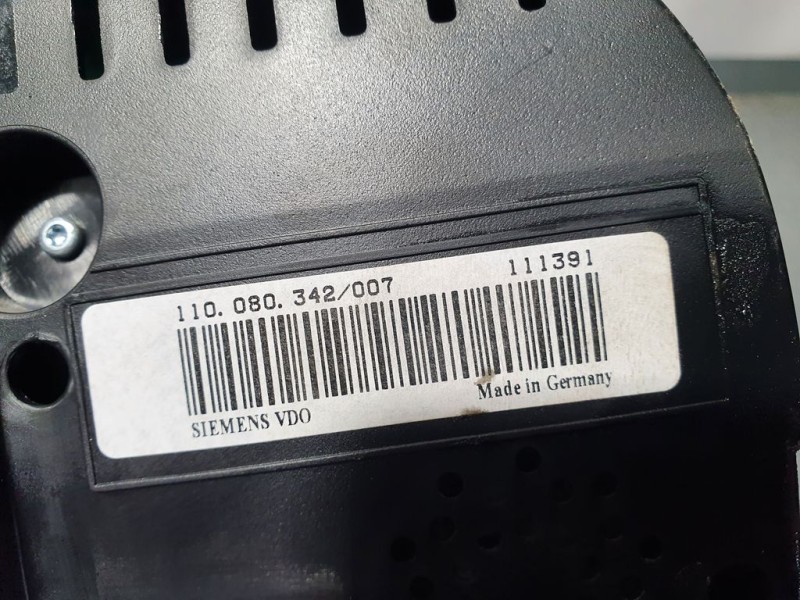 110.080.342/007 111391
SIEMENS VDO Made in Germany